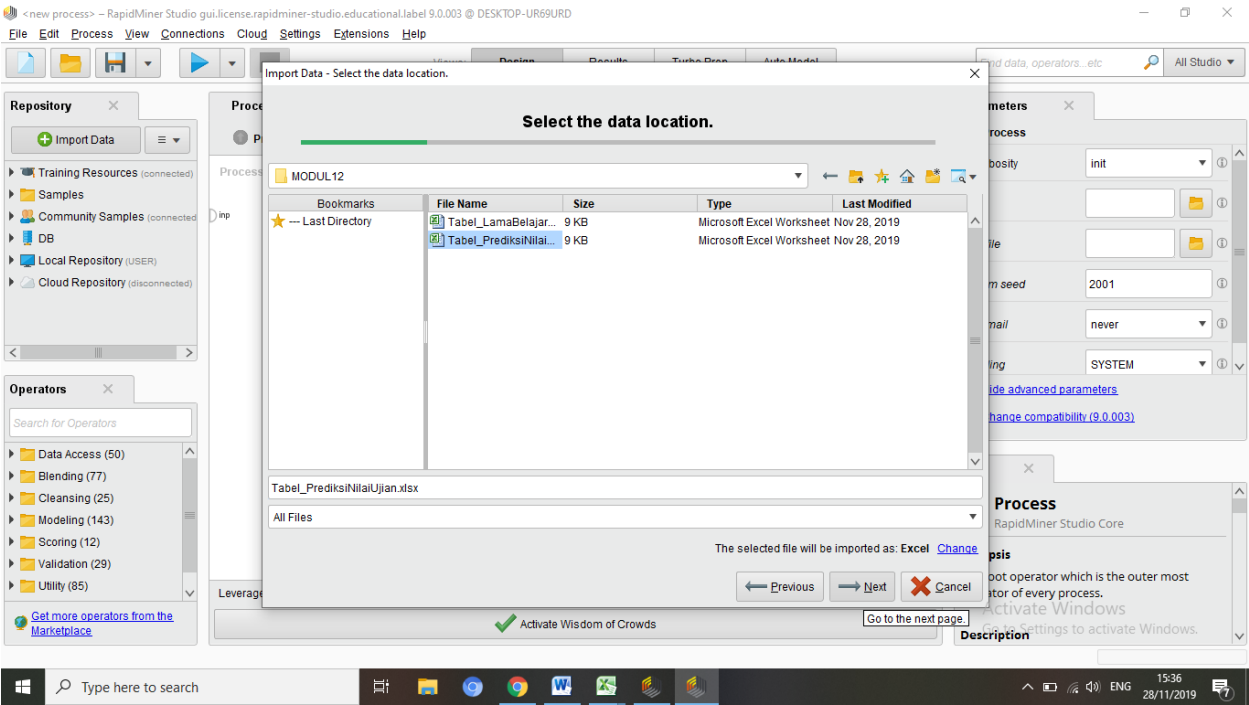 <new process> – RapidMiner Studio gui.license.rapidminer-studio.educational.label 9.0.003 @ DESKTOP-UR69URD
File Edit Process View Connections Cloud Settings Extensions Help
Views: Design Results Turbo Prep Auto Model
Find data, operators...etc
All Studio
Import Data - Select the data location.
Select the data location.
Repository
Import Data
Training Resources (connected)
Samples
Community Samples (connected
DB
Local Repository (USER)
Cloud Repository (disconnected)
Proce
Process
inp
MODUL12
Bookmarks
--- Last Directory
File Name Size Type Last Modified
Tabel_LamaBelajar... 9 KB Microsoft Excel Worksheet Nov 28, 2019
Tabel_PrediksiNilai... 9 KB Microsoft Excel Worksheet Nov 28, 2019
Tabel_PrediksiNilaiUjian.xlsx
All Files
The selected file will be imported as: Excel Change
Previous
Next
Cancel
Go to the next page.
meters
rocess
bosity
init
ile
m seed
2001
mail
never
ing
SYSTEM
ide advanced parameters
hange compatibility (9.0.003)
Operators
Search for Operators
Data Access (50)
Blending (77)
Cleansing (25)
Modeling (143)
Scoring (12)
Validation (29)
Utility (85)
Get more operators from the
Marketplace
Leverage
Activate Wisdom of Crowds
Process
RapidMiner Studio Core
psis
oot operator which is the outer most
ator of every process.
Description
Activate Windows
Go to Settings to activate Windows.
Type here to search
ENG
15:36
28/11/2019
7